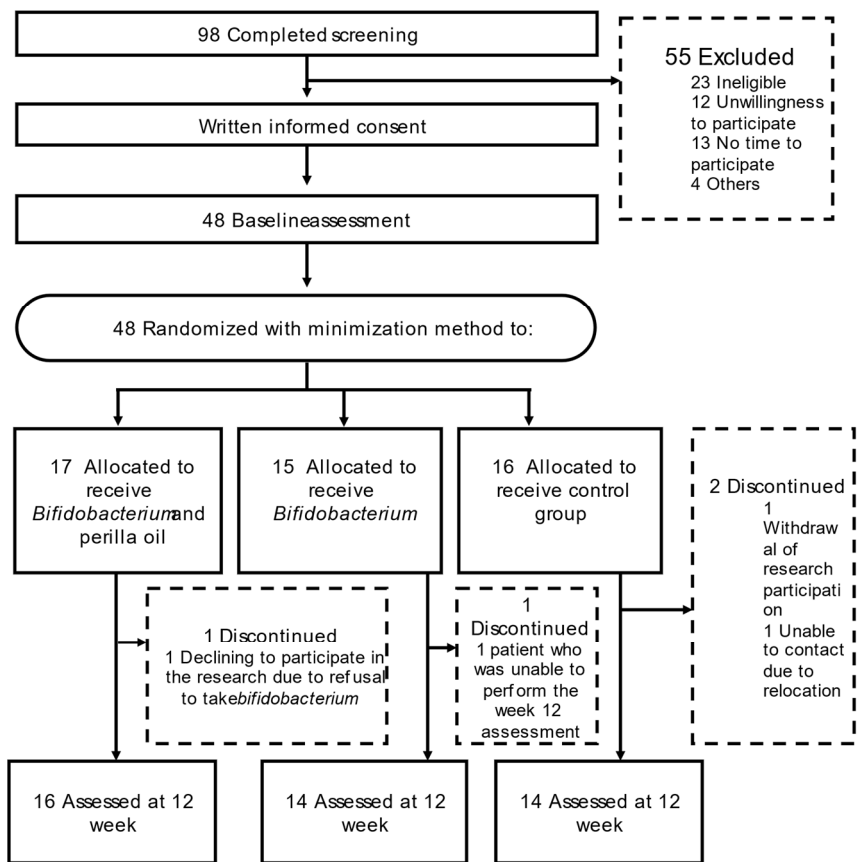 98 Completed screening
55 Excluded
23 Ineligible
12 Unwillingness
to participate
13 No time to
participate
4 Others
Written informed consent
48 Baselineassessment
48 Randomized with minimization method to:
17 Allocated to
receive
Bifidobacteriumand
perilla oil
15 Allocated to
receive
Bifidobacterium
16 Allocated to
receive control
group
2 Discontinued
1
Withdraw
al of
research
participati
on
1 Unable
to contact
due to
relocation
1 Discontinued
1 Declining to participate in
the research due to refusal
to takebifidobacterium
1
Discontinued
1 patient who
was unable to
perform the
week 12
assessment
16 Assessed at 12
week
14 Assessed at 12
week
14 Assessed at 12
week